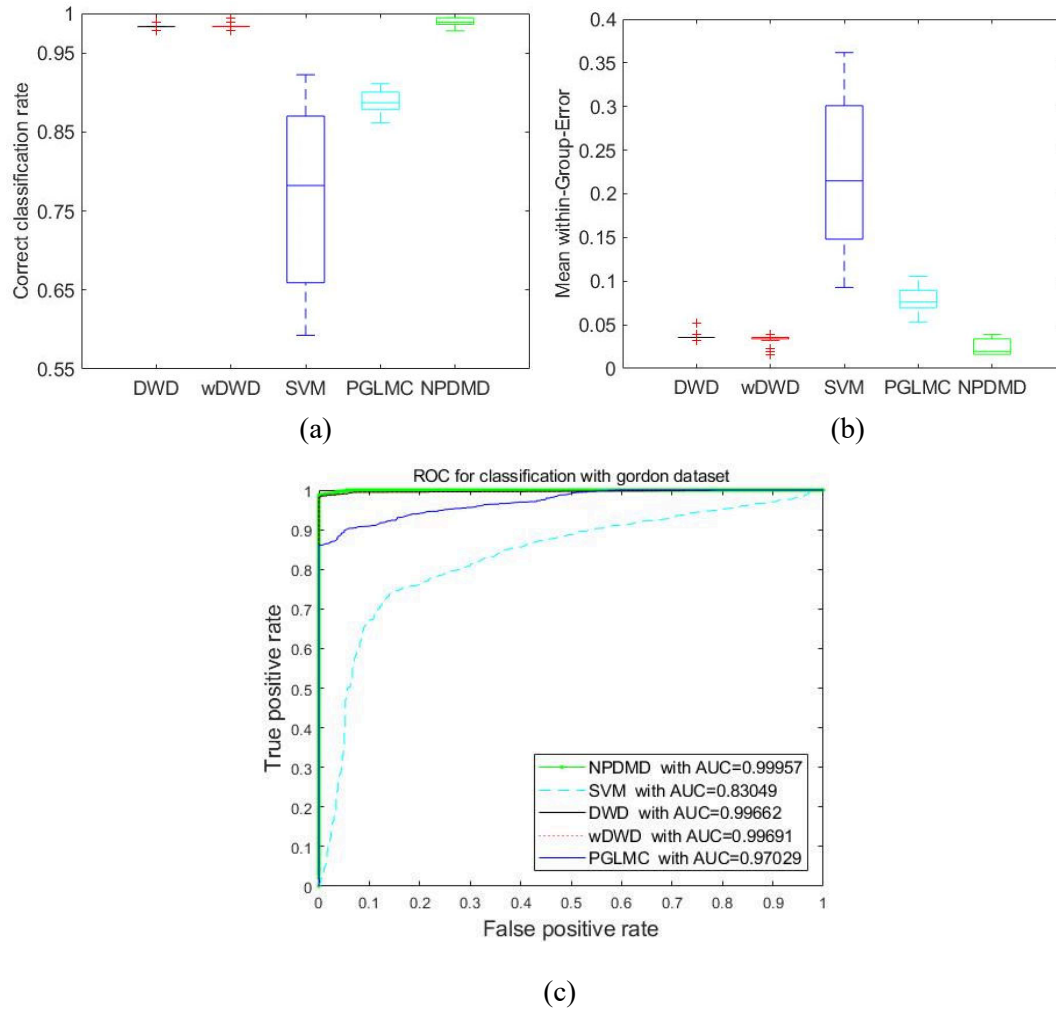 Correct classification rate
1
0.95
0.85
0.75
0.65
0.55
DWD wDWD SVM PGLMC NPDMD
(a)
Mean within-Group-Error
0.4
0.35
0.3
0.25
0.2
0.15
0.1
0.05
0
DWD wDWD SVM PGLMC NPDMD
(b)
ROC for classification with gordon dataset
True positive rate
1
0.9
0.8
0.7
0.6
0.5
0.4
0.3
0.2
0.1
0
NPDMD with AUC=0.99957
SVM with AUC=0.83049
DWD with AUC=0.99662
wDWD with AUC=0.99691
PGLMC with AUC=0.97029
0 0.1 0.2 0.3 0.4 0.5 0.6 0.7 0.8 0.9 1
False positive rate
(c)